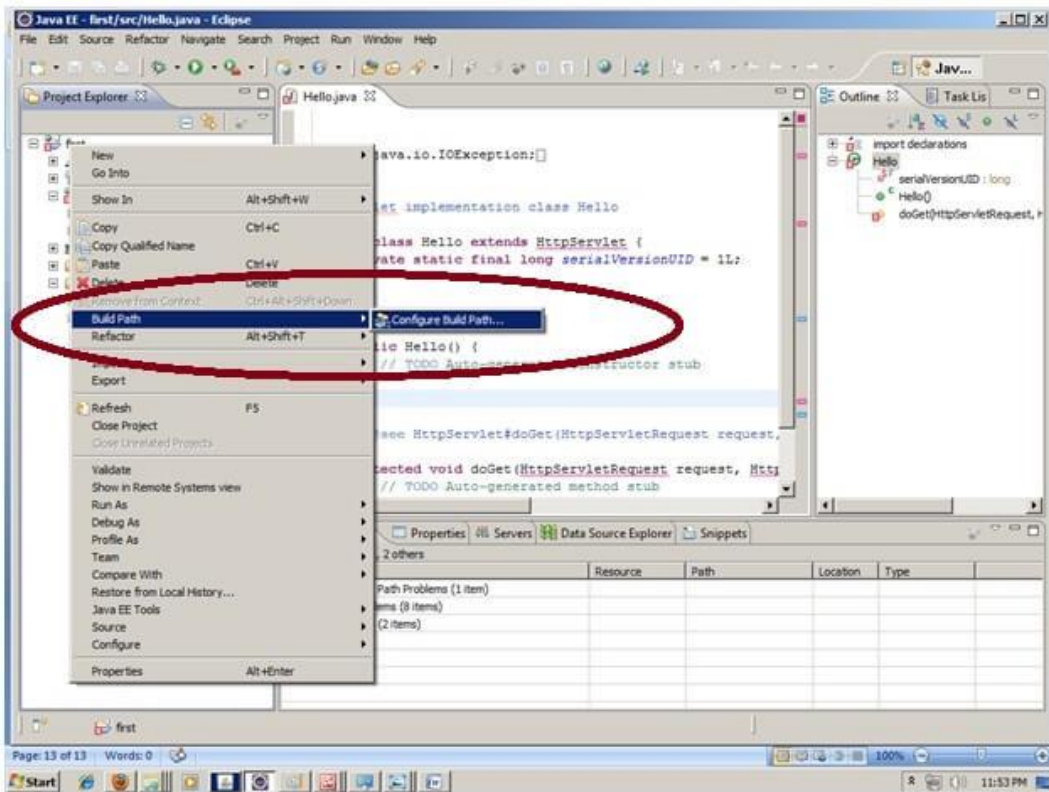 Java EE - first/src/Hello.java - Eclipse
File Edit Source Refactor Navigate Search Project Run Window Help
Jav...
Project Explorer
Hello.java
Outline Task Lis
first
New
Go Into
Show In Alt+Shift+W
Copy Ctrl+C
Copy Qualified Name
Paste Ctrl+V
Delete Delete
Remove from Context Ctrl+Alt+Shift+Down
Build Path
Configure Build Path...
Refactor Alt+Shift+T
Import
Export
Refresh F5
Close Project
Close Unrelated Projects
Validate
Show in Remote Systems view
Run As
Debug As
Profile As
Team
Compare With
Restore from Local History...
Java EE Tools
Source
Configure
Properties Alt+Enter
java.io.IOException;
let implementation class Hello
class Hello extends HttpServlet {
vate static final long serialVersionUID = 1L;
lic Hello() {
// TODO Auto-generated constructor stub
see HttpServlet#doGet(HttpServletRequest request,
tected void doGet(HttpServletRequest request, Http
// TODO Auto-generated method stub
import declarations
Hello
serialVersionUID : long
Hello()
doGet(HttpServletRequest, H
Properties Servers Data Source Explorer Snippets
2 others
Resource Path Location Type
Path Problems (1 item)
ems (8 items)
(2 items)
first
Page: 13 of 13 Words: 0 100%
Start 11:53 PM